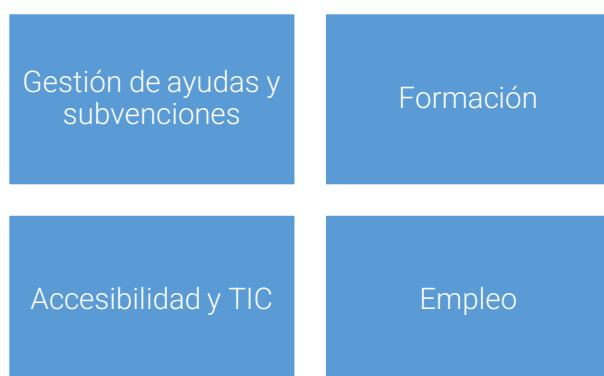 Gestión de ayudas y
subvenciones
Formación
Accesibilidad y TIC
Empleo